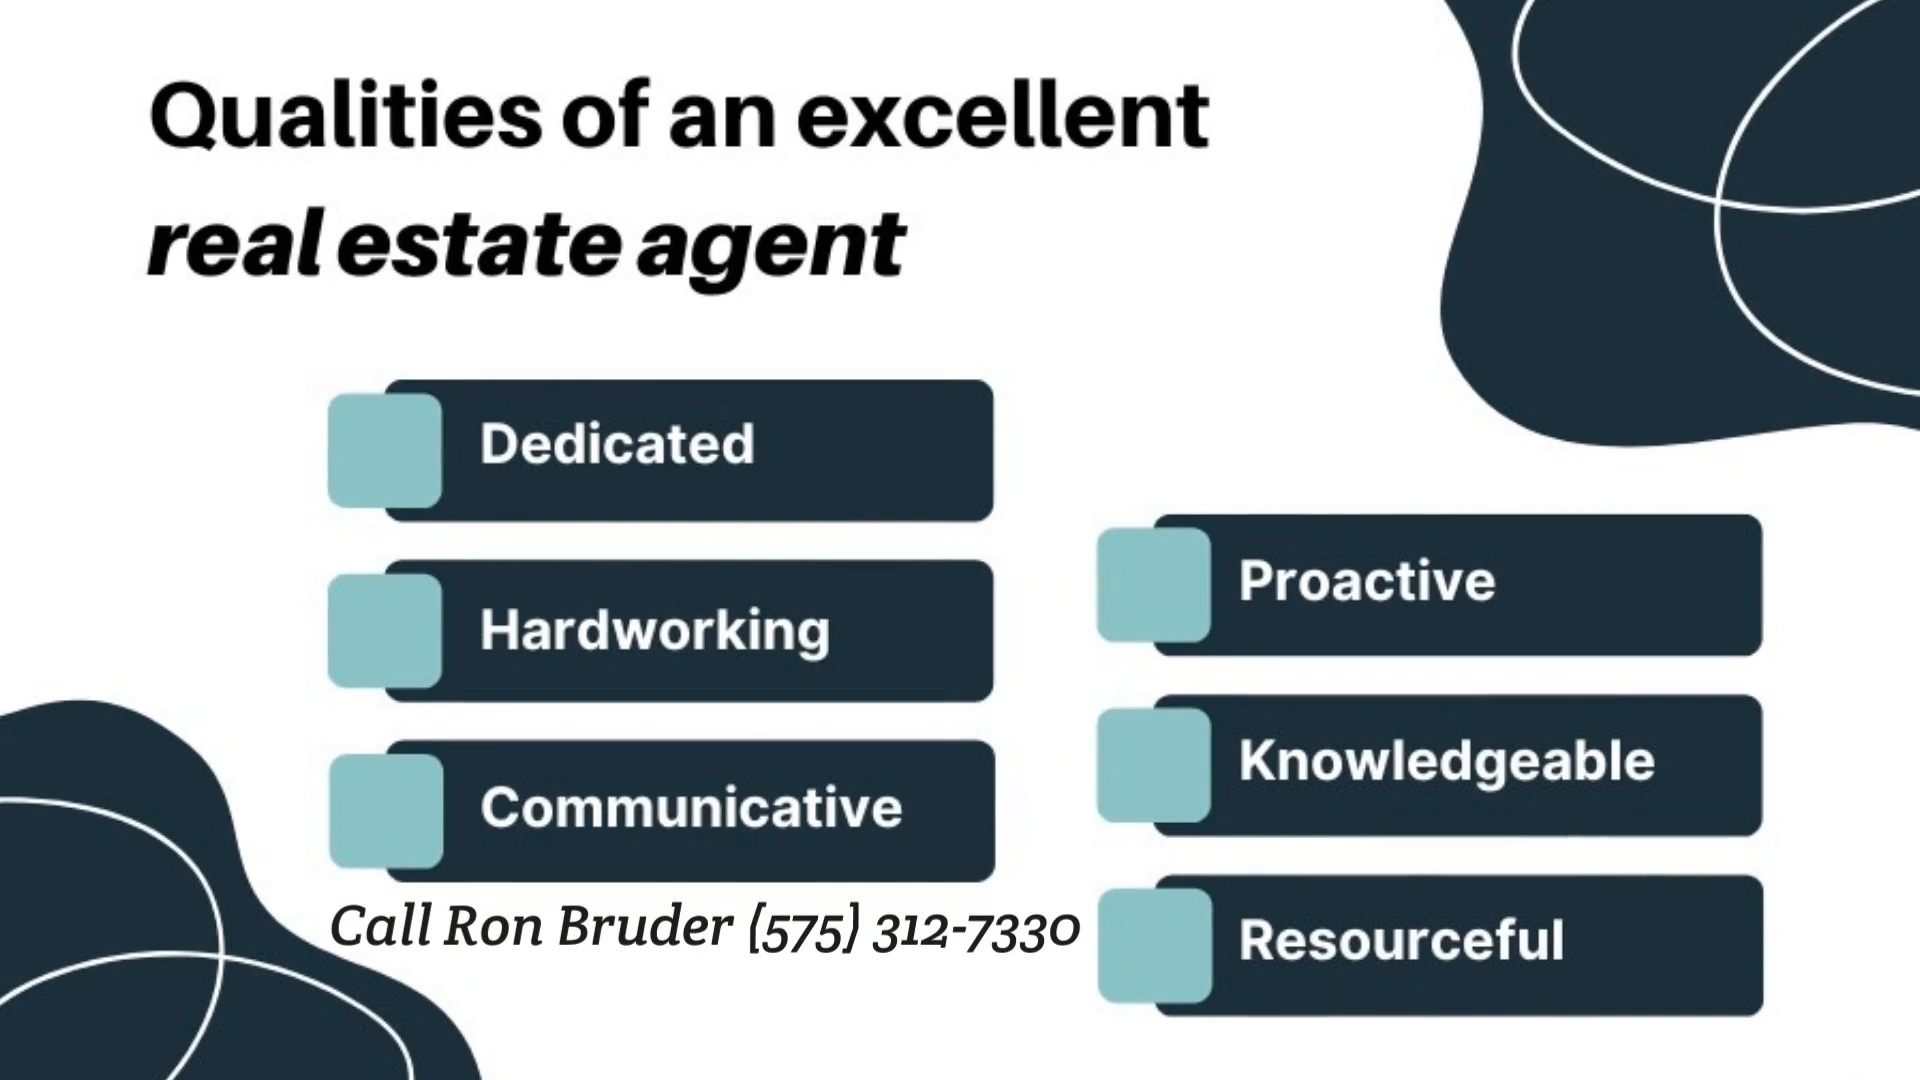 Qualities of an excellent
real estate agent
Dedicated
Hardworking
Communicative
Call Ron Bruder (575) 312-7330
Proactive
Knowledgeable
Resourceful